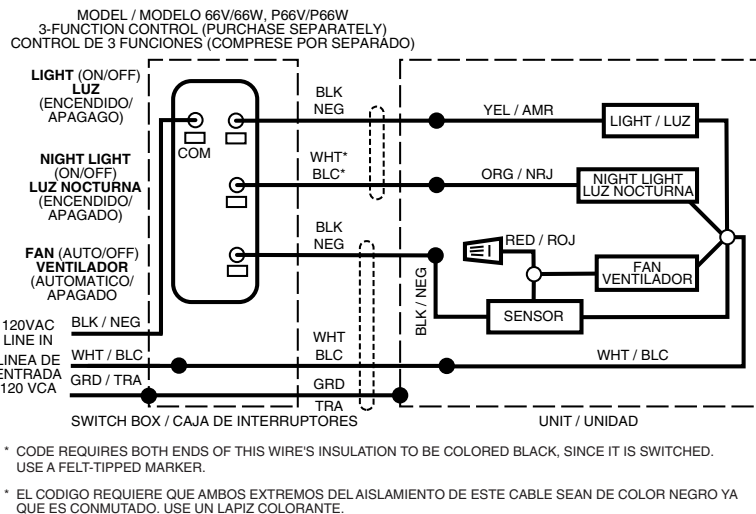 MODEL / MODELO 66V/66W, P66V/P66W
3-FUNCTION CONTROL (PURCHASE SEPARATELY)
CONTROL DE 3 FUNCIONES (COMPRESE POR SEPARADO)
LIGHT (ON/OFF)
LUZ
(ENCENDIDO/
APAGAGO)
COM
BLK
NEG
YEL / AMR
LIGHT / LUZ
NIGHT LIGHT
(ON/OFF)
LUZ NOCTURNA
(ENCENDIDO/
APAGADO)
WHT*
BLC*
ORG / NRJ
NIGHT LIGHT
LUZ NOCTURNA
FAN (AUTO/OFF)
VENTILADOR
(AUTOMATICO/
APAGADO
BLK
NEG
RED / ROJ
FAN
VENTILADOR
BLK / NEG
SENSOR
120VAC
LINE IN
BLK / NEG
LINEA DE
ENTRADA
120 VCA
WHT / BLC
WHT
BLC
WHT / BLC
GRD / TRA
GRD
TRA
SWITCH BOX / CAJA DE INTERRUPTORES
UNIT / UNIDAD
* CODE REQUIRES BOTH ENDS OF THIS WIRE'S INSULATION TO BE COLORED BLACK, SINCE IT IS SWITCHED.
USE A FELT-TIPPED MARKER.
* EL CODIGO REQUIERE QUE AMBOS EXTREMOS DEL AISLAMIENTO DE ESTE CABLE SEAN DE COLOR NEGRO YA
QUE ES CONMUTADO. USE UN LAPIZ COLORANTE.